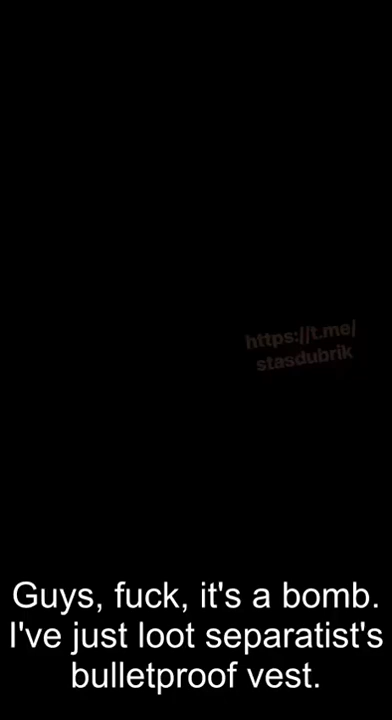 https://t.me/
stasdubrik
Guys, fuck, it's a bomb.
I've just loot separatist's
bulletproof vest.